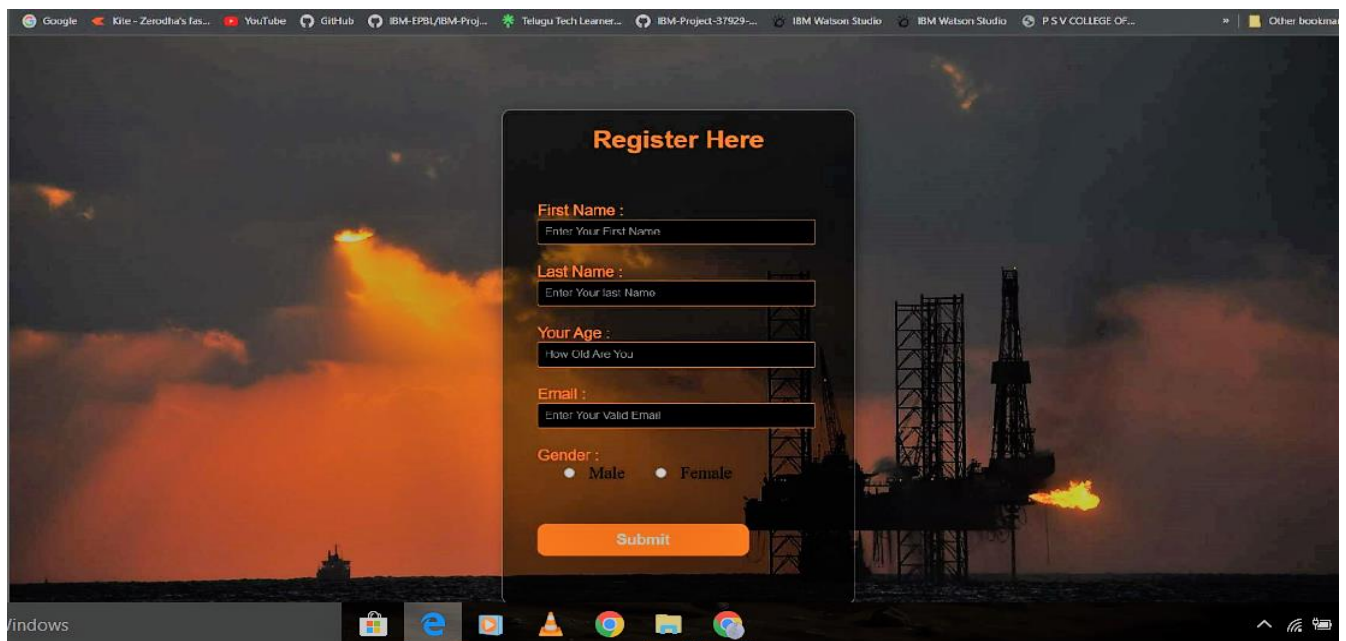 Google Kite - Zerodha's fas... YouTube GitHub IBM-EPBL/IBM-Proj... Telugu Tech Learner... IBM-Project-37929-... IBM Watson Studio IBM Watson Studio P S V COLLEGE OF... » Other bookma
Register Here
First Name :
Enter Your First Name
Last Name :
Enter Your last Name
Your Age :
How Old Are You
Email :
Enter Your Valid Email
Gender :
Male Female
Submit
Windows